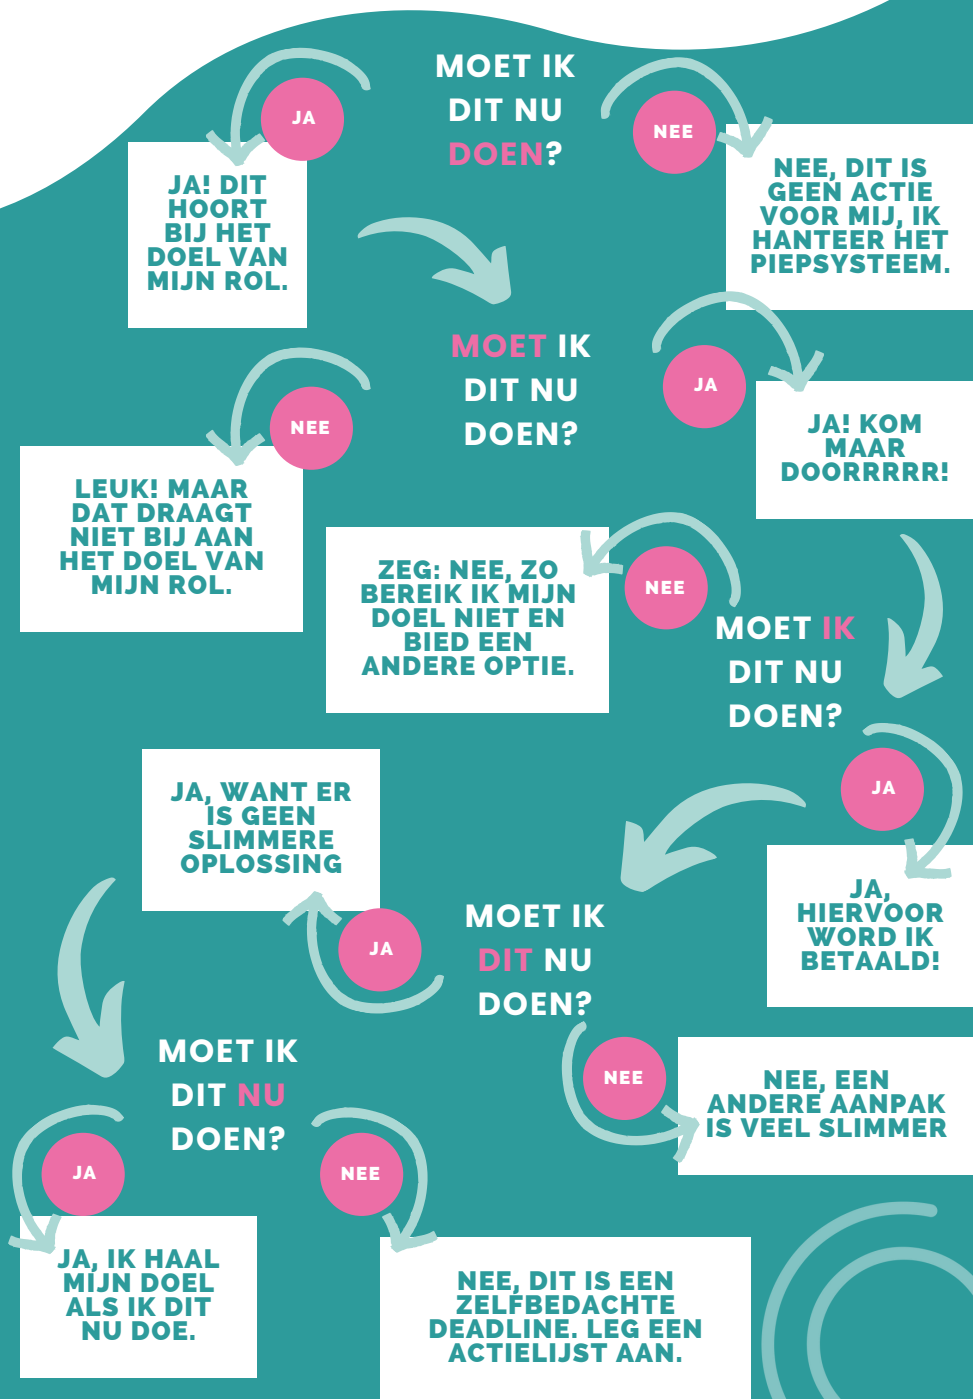 MOET IK
DIT NU
DOEN?
JA
JA! DIT
HOORT
BIJ HET
DOEL VAN
MIJN ROL.
NEE
NEE, DIT IS
GEEN ACTIE
VOOR MIJ, IK
HANTEER HET
PIEPSYSTEEM.
MOET IK
DIT NU
DOEN?
NEE
LEUK! MAAR
DAT DRAAGT
NIET BIJ AAN
HET DOEL VAN
MIJN ROL.
JA
JA! KOM
MAAR
DOORRRRR!
MOET IK
DIT NU
DOEN?
NEE
ZEG: NEE, ZO
BEREIK IK MIJN
DOEL NIET EN
BIED EEN
ANDERE OPTIE.
JA
JA,
HIERVOOR
WORD IK
BETAALD!
MOET IK
DIT NU
DOEN?
JA
JA, WANT ER
IS GEEN
SLIMMERE
OPLOSSING
NEE
NEE, EEN
ANDERE AANPAK
IS VEEL SLIMMER
MOET IK
DIT NU
DOEN?
JA
JA, IK HAAL
MIJN DOEL
ALS IK DIT
NU DOE.
NEE
NEE, DIT IS EEN
ZELFBEDACHTE
DEADLINE. LEG EEN
ACTIELIJST AAN.